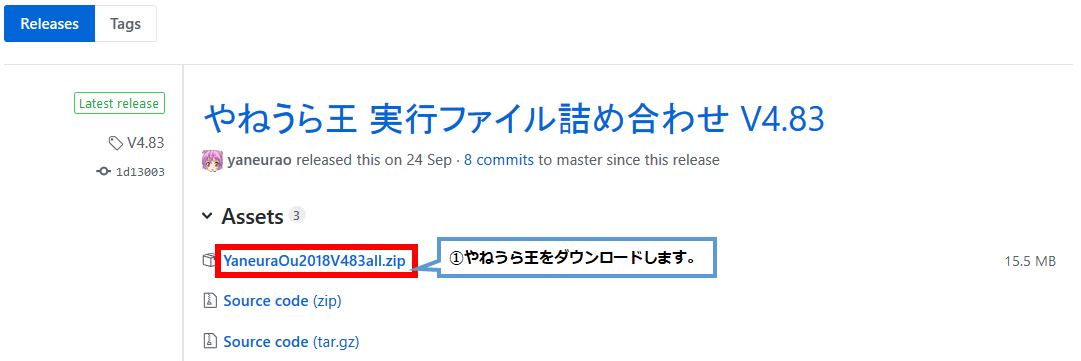 Releases Tags
Latest release
V4.83
1d13003
やねうら王 実行ファイル詰め合わせ V4.83
yaneurao released this on 24 Sep · 8 commits to master since this release
Assets 3
YaneuraOu2018V483all.zip
①やねうら王をダウンロードします。
15.5 MB
Source code (zip)
Source code (tar.gz)